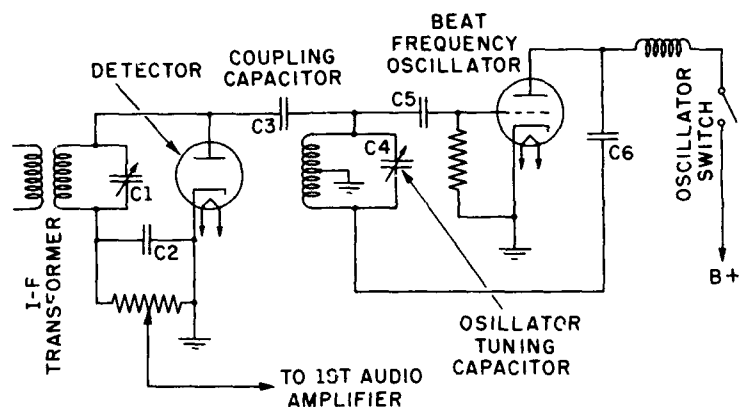 BEAT
FREQUENCY
OSCILLATOR
COUPLING
CAPACITOR
DETECTOR
C3
C5
C4
C6
C1
C2
OSCILLATOR
SWITCH
B+
I-F
TRANSFORMER
OSILLATOR
TUNING
CAPACITOR
TO 1ST AUDIO
AMPLIFIER